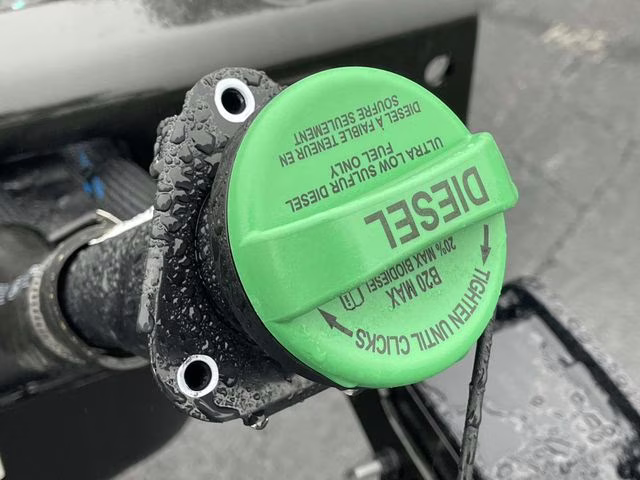 DIESEL À FAIBLE TENEUR EN
SOUFRE SEULEMENT
ULTRA LOW SULFUR DIESEL
FUEL ONLY
DIESEL
20% MAX BIODIESEL
B20 MAX
TIGHTEN UNTIL CLICKS